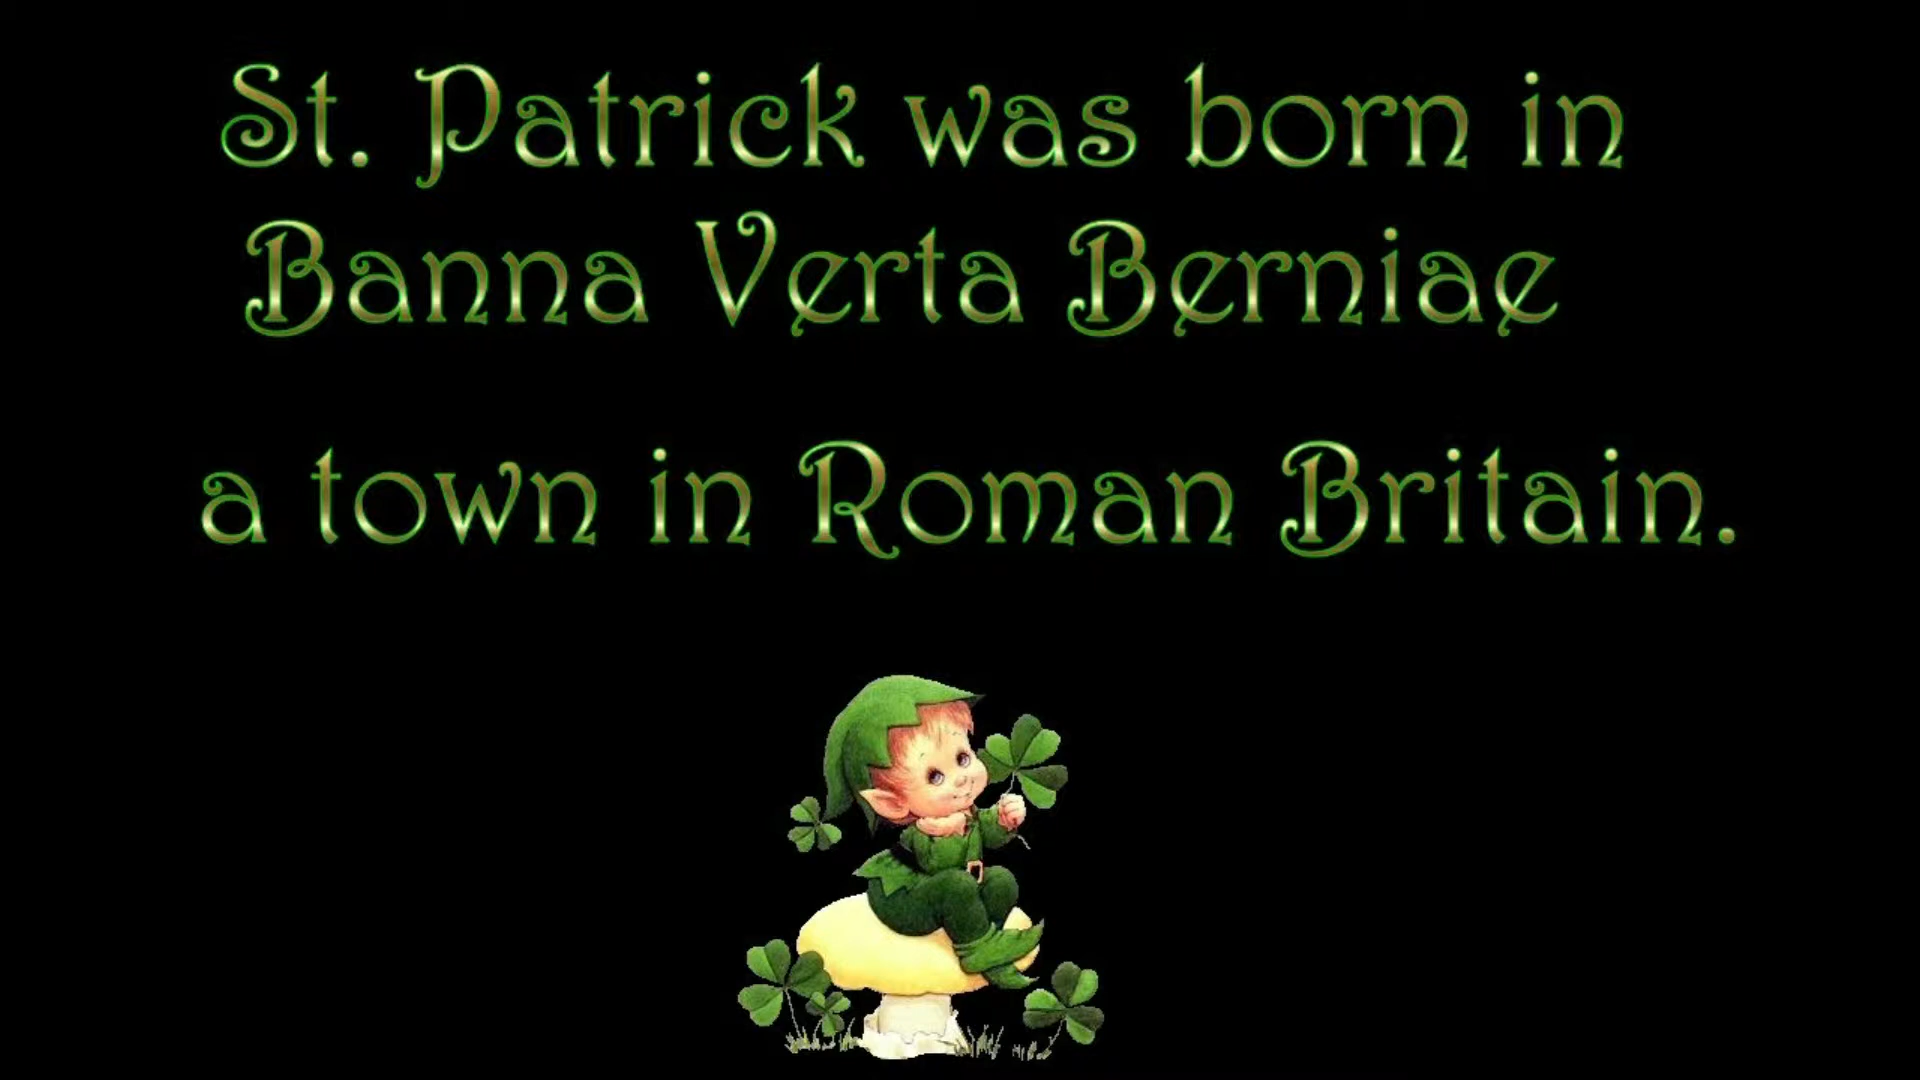 St. Patrick was born in
Banna Verta Berniae
a town in Roman Britain.